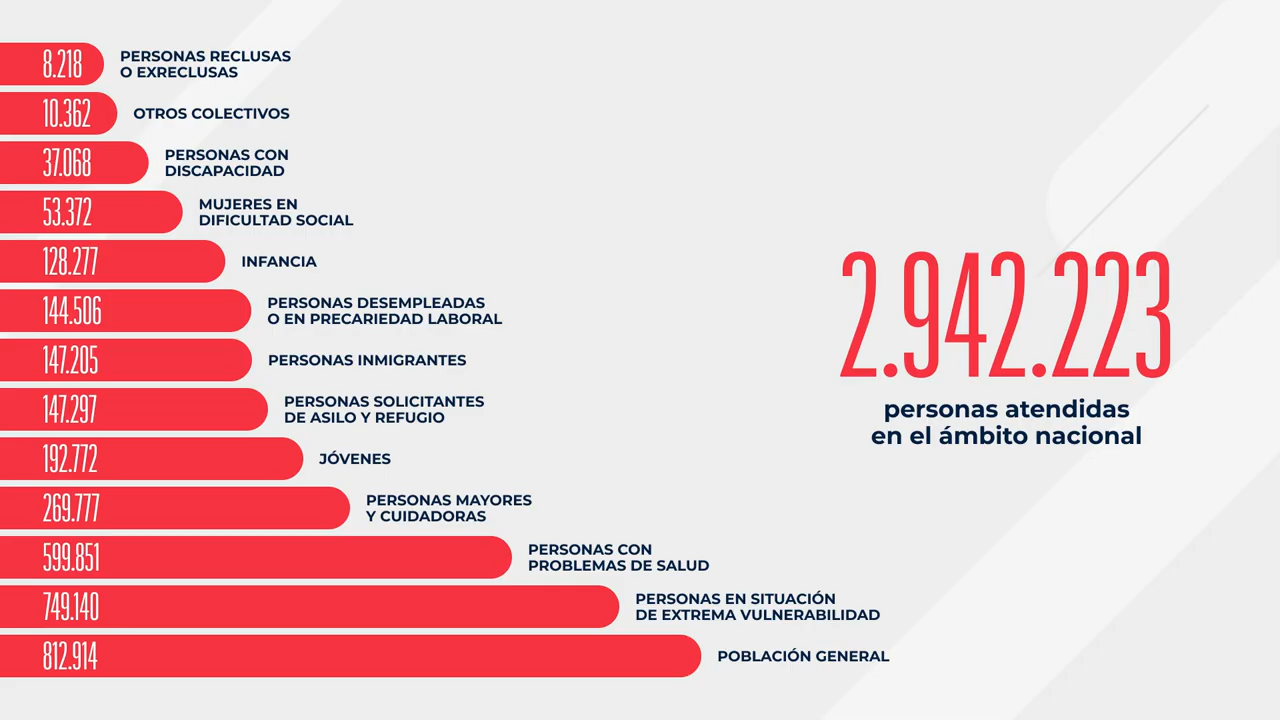 8.218
PERSONAS RECLUSAS
O EXRECLUSAS
10.362
OTROS COLECTIVOS
37.068
PERSONAS CON
DISCAPACIDAD
53.372
MUJERES EN
DIFICULTAD SOCIAL
128.277
INFANCIA
144.506
PERSONAS DESEMPLEADAS
O EN PRECARIEDAD LABORAL
147.205
PERSONAS INMIGRANTES
147.297
PERSONAS SOLICITANTES
DE ASILO Y REFUGIO
192.772
JÓVENES
269.777
PERSONAS MAYORES
Y CUIDADORAS
599.851
PERSONAS CON
PROBLEMAS DE SALUD
749.140
PERSONAS EN SITUACIÓN
DE EXTREMA VULNERABILIDAD
812.914
POBLACIÓN GENERAL
2.942.223
personas atendidas
en el ámbito nacional